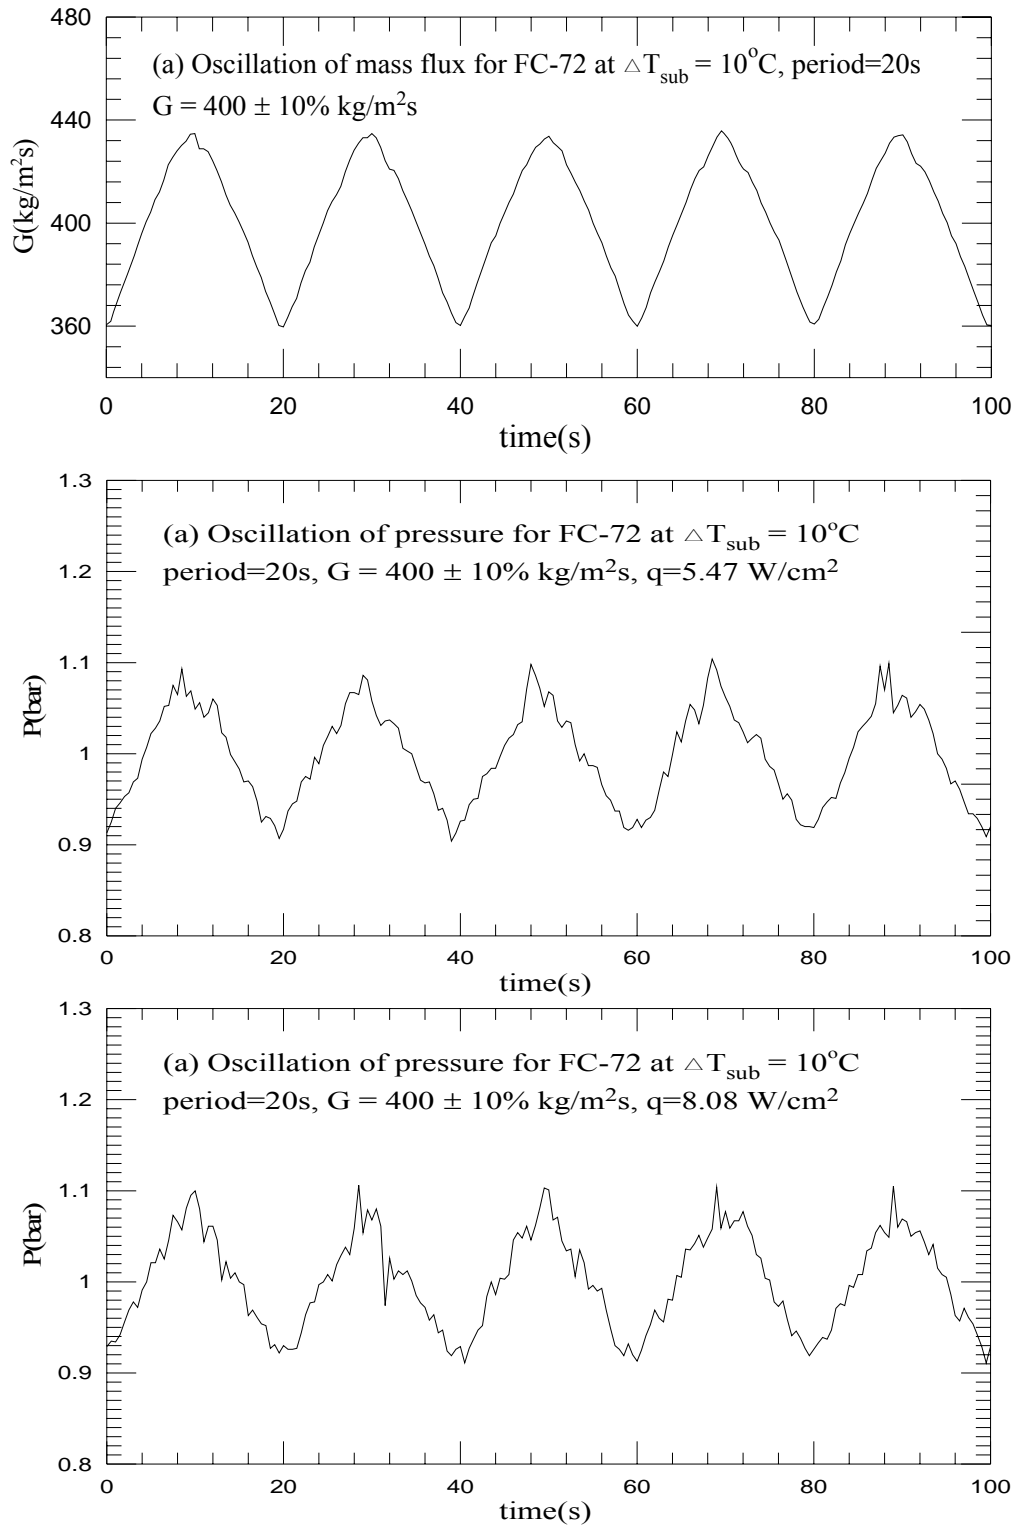 480
(a) Oscillation of mass flux for FC-72 at △T_sub = 10°C, period=20s
G = 400 ± 10% kg/m²s
440
G(kg/m²s)
400
360
0 20 40 60 80 100
time(s)
1.3
(a) Oscillation of pressure for FC-72 at △T_sub = 10°C
period=20s, G = 400 ± 10% kg/m²s, q=5.47 W/cm²
1.2
1.1
P(bar)
1
0.9
0.8
0 20 40 60 80 100
time(s)
1.3
(a) Oscillation of pressure for FC-72 at △T_sub = 10°C
period=20s, G = 400 ± 10% kg/m²s, q=8.08 W/cm²
1.2
1.1
P(bar)
1
0.9
0.8
0 20 40 60 80 100
time(s)